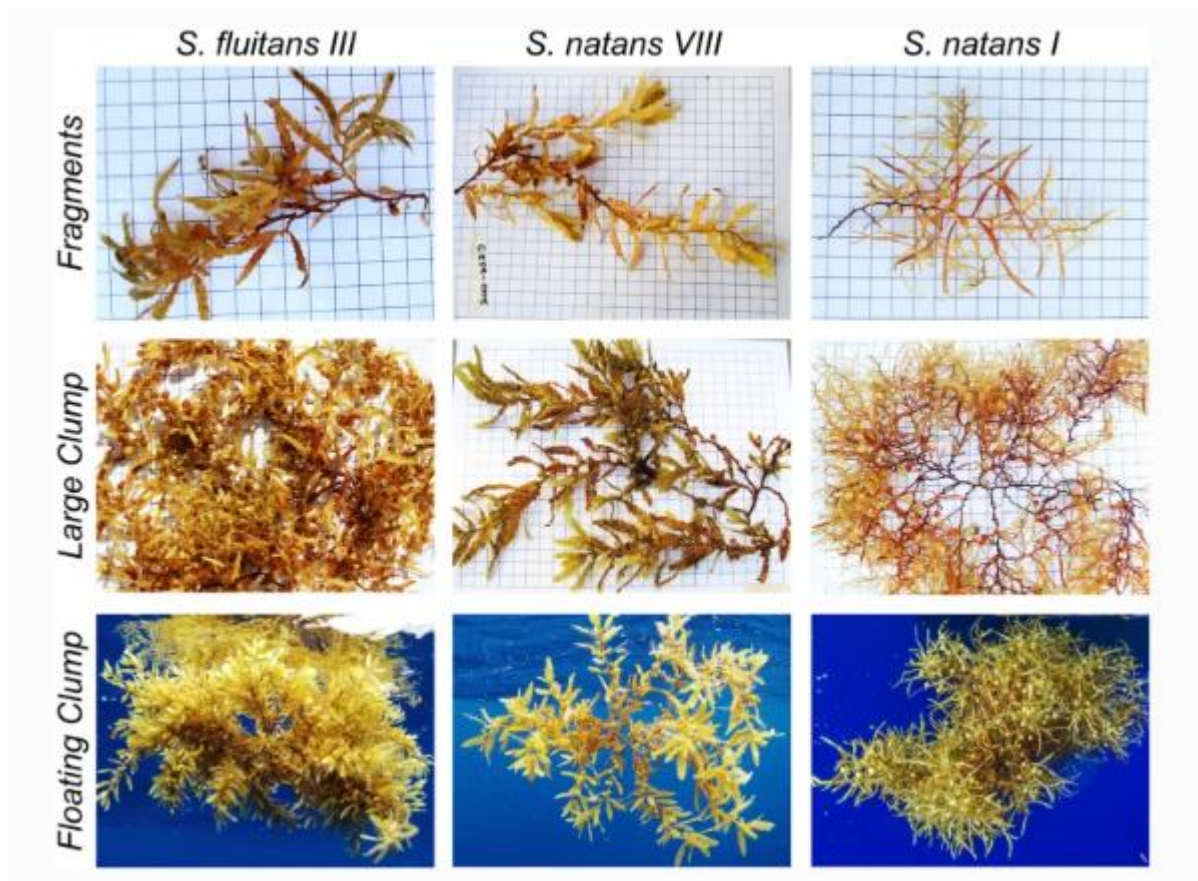 S. fluitans III
S. natans VIII
S. natans I
Fragments
Large Clump
Floating Clump